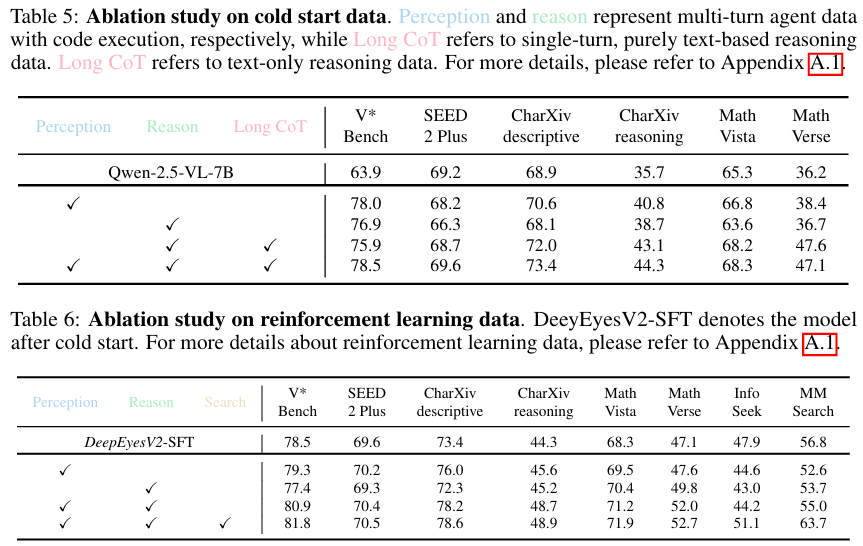 Table 5: Ablation study on cold start data. Perception and reason represent multi-turn agent data
with code execution, respectively, while Long CoT refers to single-turn, purely text-based reasoning
data. Long CoT refers to text-only reasoning data. For more details, please refer to Appendix A.1.
Perception Reason Long CoT V* Bench SEED 2 Plus CharXiv descriptive CharXiv reasoning Math Vista Math Verse
Qwen-2.5-VL-7B 63.9 69.2 68.9 35.7 65.3 36.2
✓ 78.0 68.2 70.6 40.8 66.8 38.4
✓ 76.9 66.3 68.1 38.7 63.6 36.7
✓ ✓ 75.9 68.7 72.0 43.1 68.2 47.6
✓ ✓ ✓ 78.5 69.6 73.4 44.3 68.3 47.1
Table 6: Ablation study on reinforcement learning data. DeeyEyesV2-SFT denotes the model
after cold start. For more details about reinforcement learning data, please refer to Appendix A.1.
Perception Reason Search V* Bench SEED 2 Plus CharXiv descriptive CharXiv reasoning Math Vista Math Verse Info Seek MM Search
DeepEyesV2-SFT 78.5 69.6 73.4 44.3 68.3 47.1 47.9 56.8
✓ 79.3 70.2 76.0 45.6 69.5 47.6 44.6 52.6
✓ 77.4 69.3 72.3 45.2 70.4 49.8 43.0 53.7
✓ ✓ 80.9 70.4 78.2 48.7 71.2 52.0 44.2 55.0
✓ ✓ ✓ 81.8 70.5 78.6 48.9 71.9 52.7 51.1 63.7